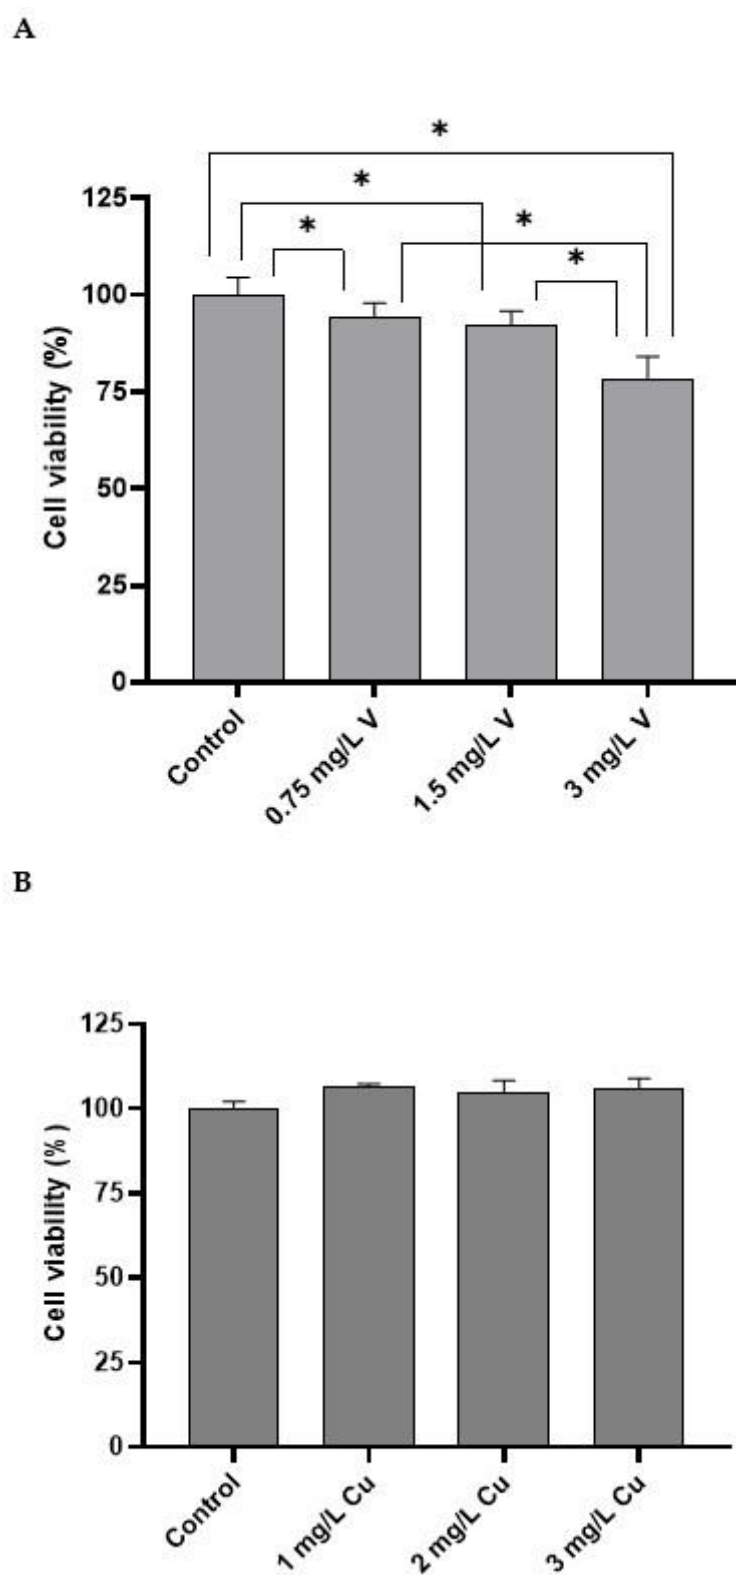 A
*
*
*
*
*
125
100
75
50
25
0
Cell viability (%)
Control
0.75 mg/L V
1.5 mg/L V
3 mg/L V
B
125
100
75
50
25
0
Cell viability (%)
Control
1 mg/L Cu
2 mg/L Cu
3 mg/L Cu